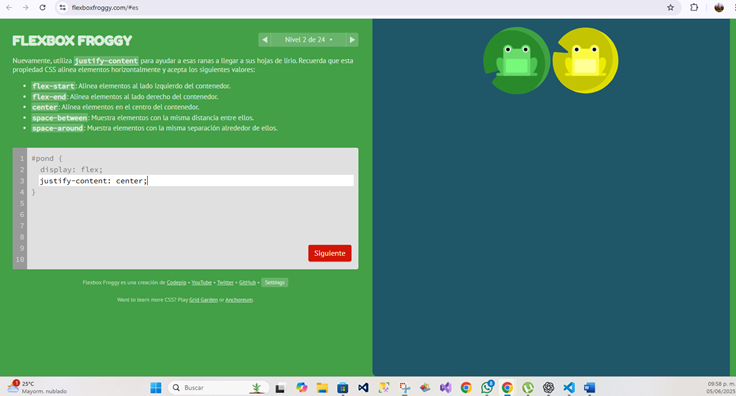 flexboxfroggy.com/#es
FLEXBOX FROGGY
Nivel 2 de 24
Nuevamente, utiliza justify-content para ayudar a esas ranas a llegar a sus hojas de lirio. Recuerda que esta
propiedad CSS alinea elementos horizontalmente y acepta los siguientes valores:
• flex-start: Alinea elementos al lado izquierdo del contenedor.
• flex-end: Alinea elementos al lado derecho del contenedor.
• center: Alinea elementos en el centro del contenedor.
• space-between: Muestra elementos con la misma distancia entre ellos.
• space-around: Muestra elementos con la misma separación alrededor de ellos.
1 #pond {
2 display: flex;
3 justify-content: center;
4 }
5
6
7
8
9
10
Siguiente
Flexbox Froggy es una creación de Codepip • YouTube • Twitter • GitHub • Settings
Want to learn more CSS? Play Grid Garden or Anchoreum.
25°C
Mayorm. nublado
Buscar
09:58 p. m.
05/06/2025